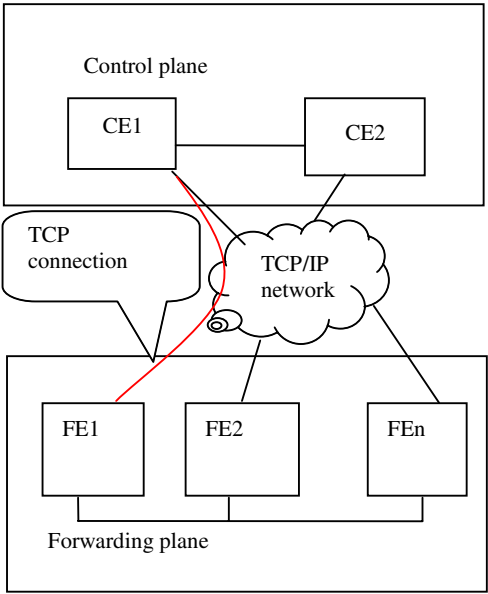 Control plane
CE1
CE2
TCP
connection
TCP/IP
network
FE1
FE2
FEn
Forwarding plane